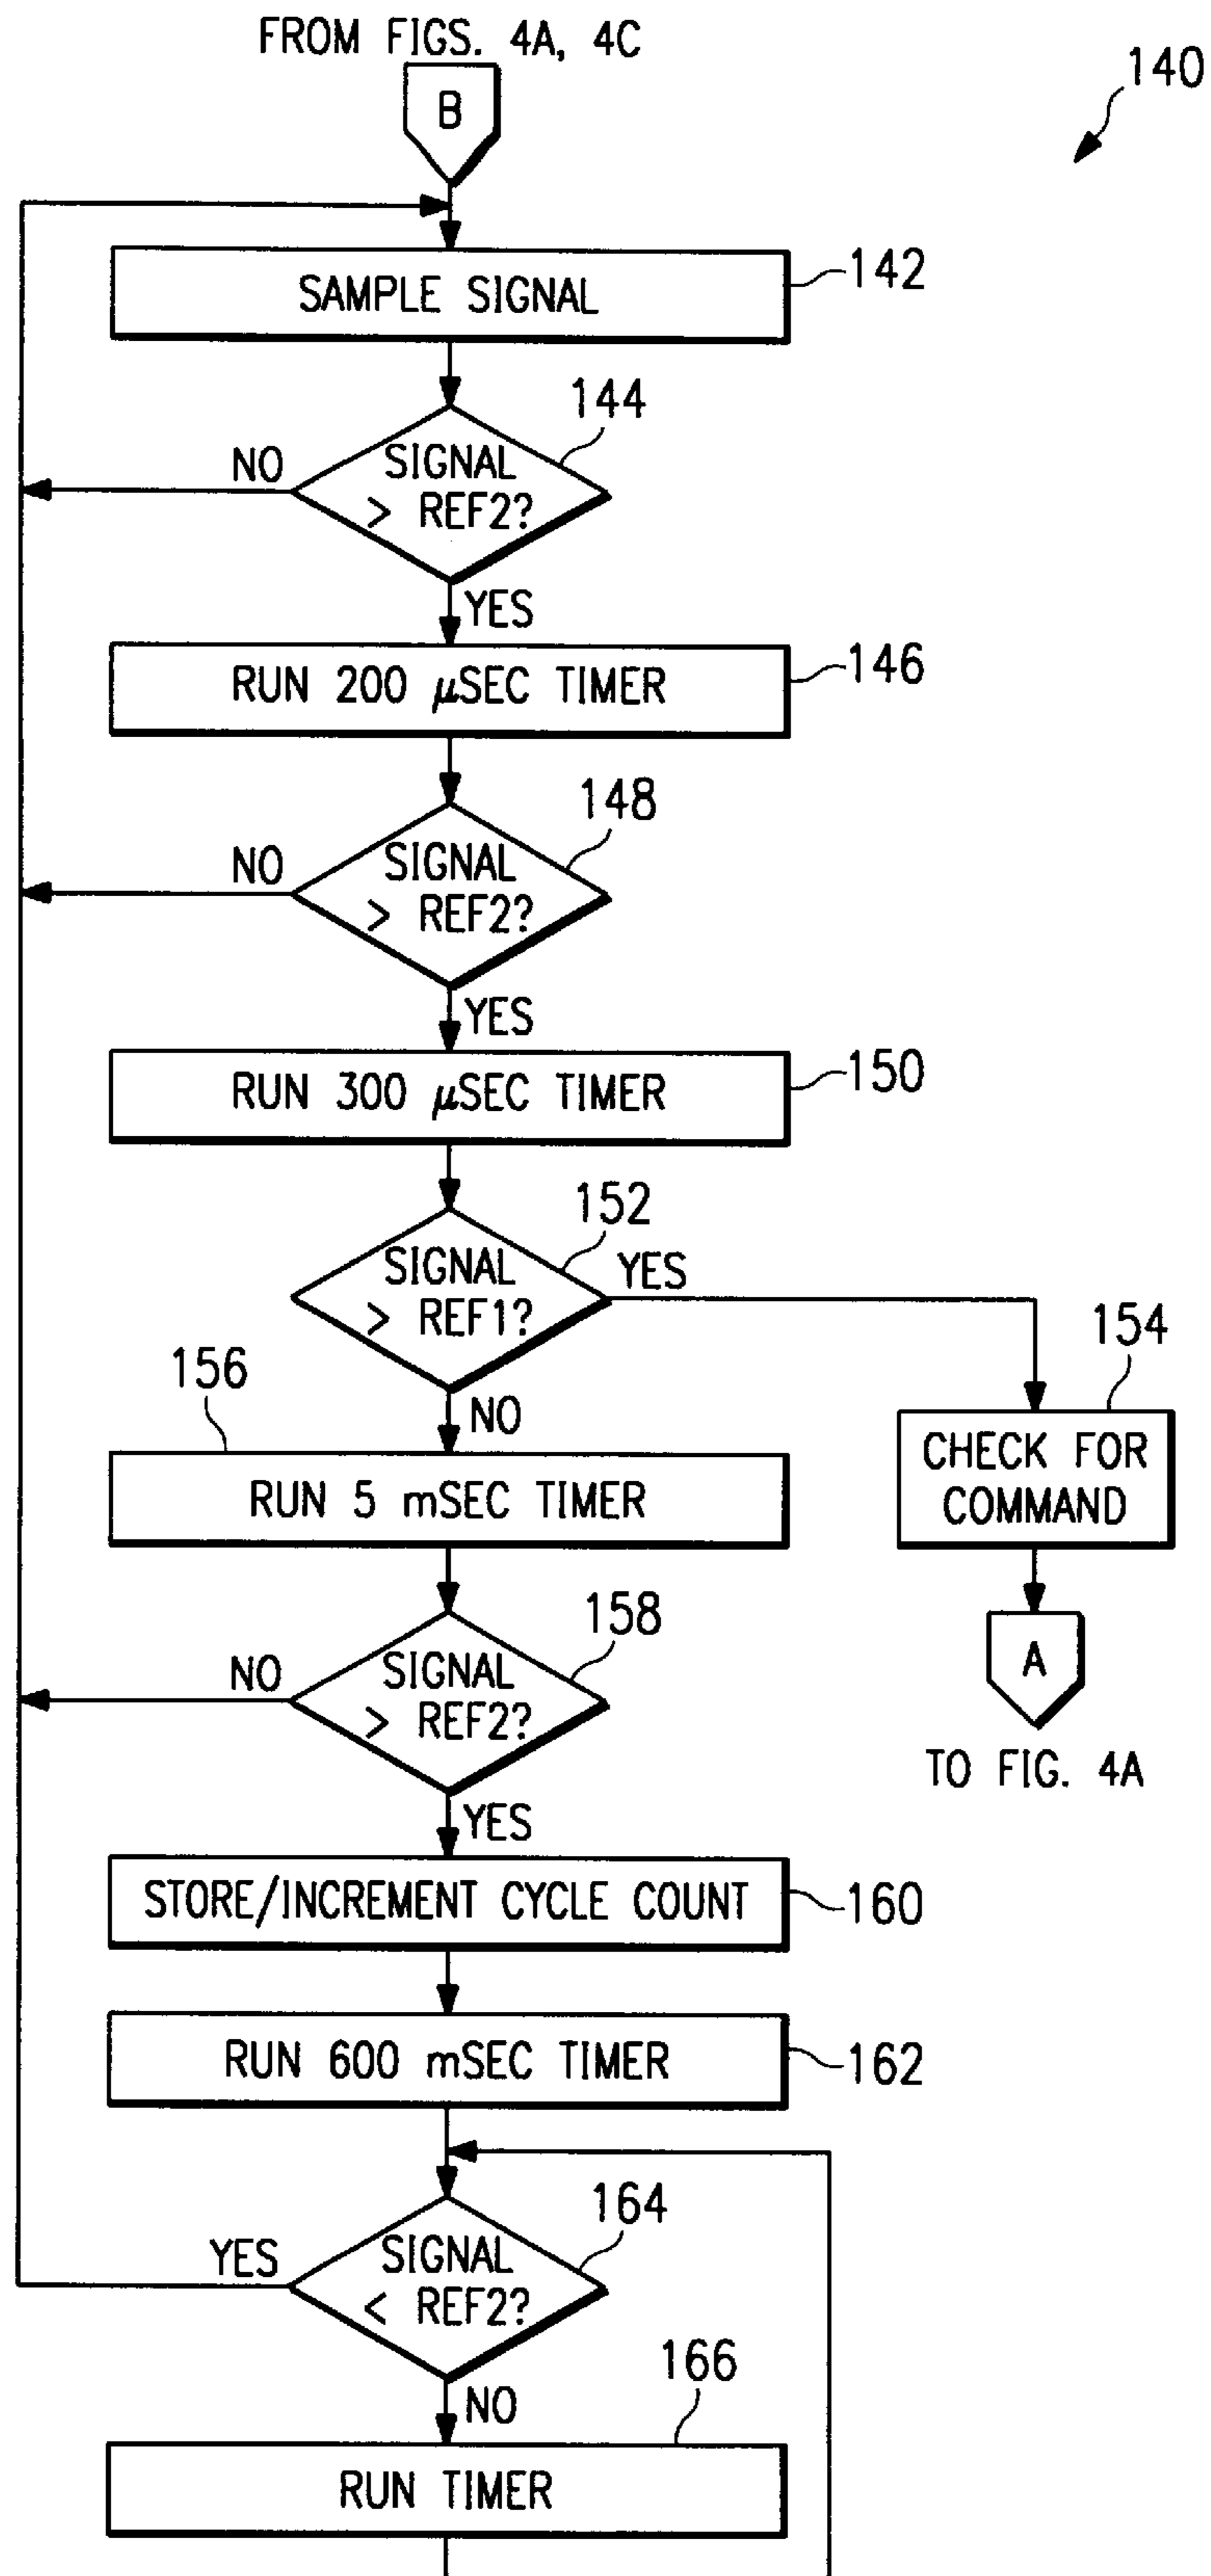 FROM FIGS. 4A, 4C
B
140
SAMPLE SIGNAL
142
144
NO
SIGNAL
> REF2?
YES
RUN 200 μSEC TIMER
146
148
NO
SIGNAL
> REF2?
YES
RUN 300 μSEC TIMER
150
152
SIGNAL
> REF1?
YES
154
156
NO
CHECK FOR
COMMAND
RUN 5 mSEC TIMER
158
NO
SIGNAL
> REF2?
A
TO FIG. 4A
YES
STORE/INCREMENT CYCLE COUNT
160
RUN 600 mSEC TIMER
162
164
YES
SIGNAL
< REF2?
166
NO
RUN TIMER